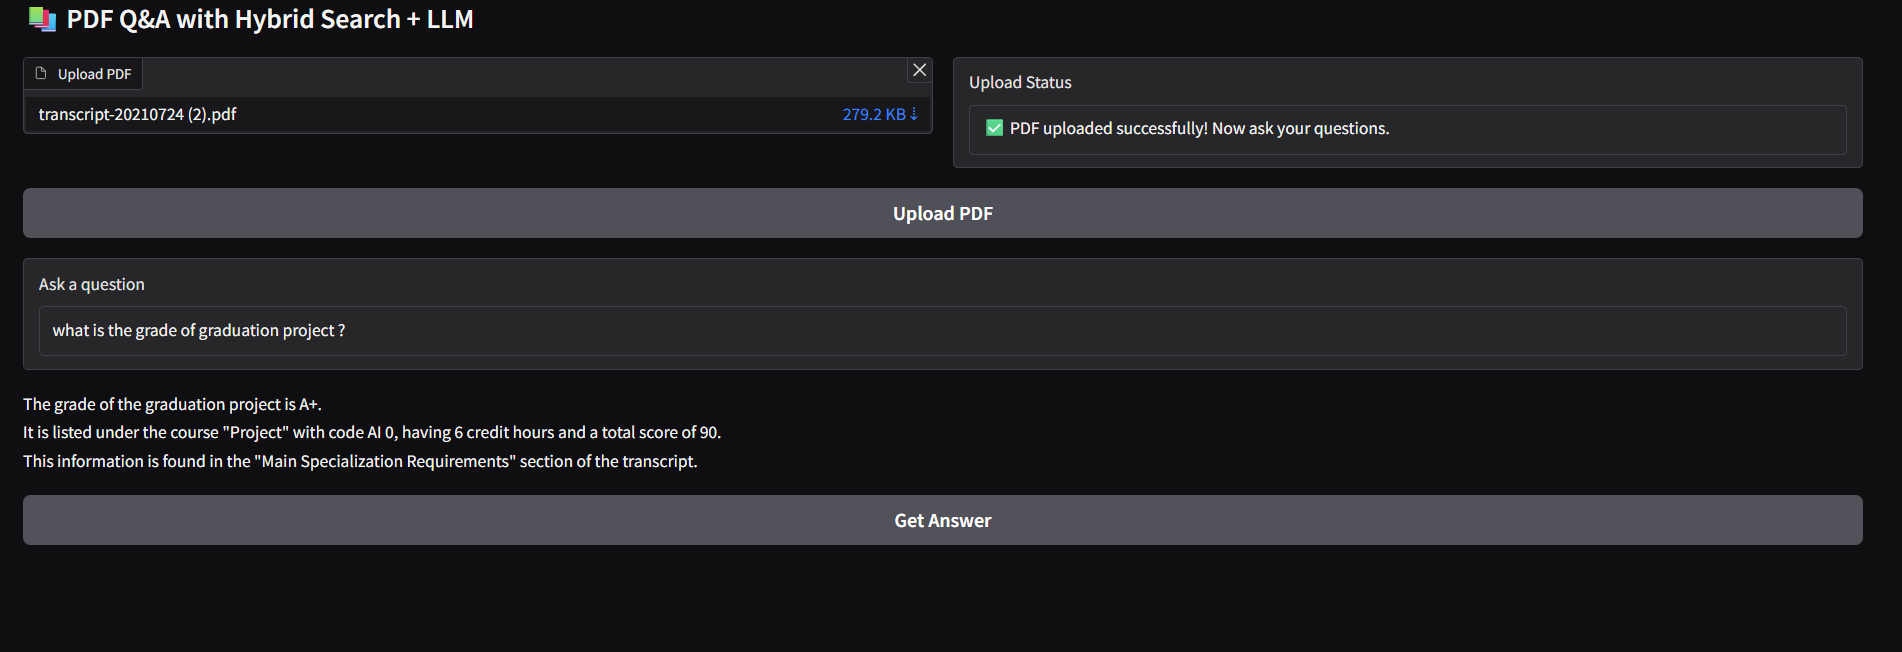 PDF Q&A with Hybrid Search + LLM
Upload PDF
transcript-20210724 (2).pdf 279.2 KB ⇣
Upload Status
✅ PDF uploaded successfully! Now ask your questions.
Upload PDF
Ask a question
what is the grade of graduation project ?
The grade of the graduation project is A+.
It is listed under the course "Project" with code AI 0, having 6 credit hours and a total score of 90.
This information is found in the "Main Specialization Requirements" section of the transcript.
Get Answer